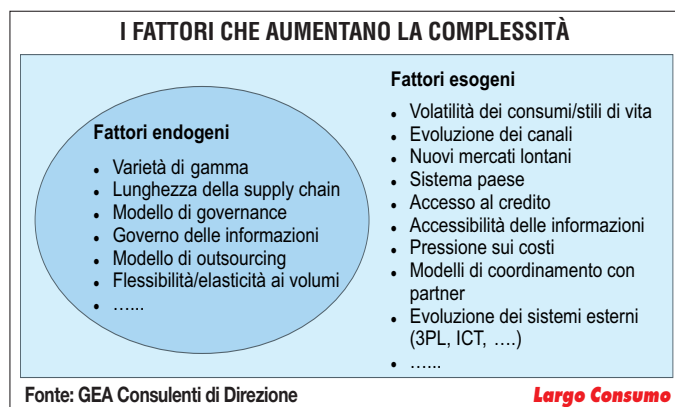 I FATTORI CHE AUMENTANO LA COMPLESSITÀ
Fattori endogeni
• Varietà di gamma
• Lunghezza della supply chain
• Modello di governance
• Governo delle informazioni
• Modello di outsourcing
• Flessibilità/elasticità ai volumi
• …...
Fattori esogeni
• Volatilità dei consumi/stili di vita
• Evoluzione dei canali
• Nuovi mercati lontani
• Sistema paese
• Accesso al credito
• Accessibilità delle informazioni
• Pressione sui costi
• Modelli di coordinamento con
partner
• Evoluzione dei sistemi esterni
(3PL, ICT, ….)
• …...
Fonte: GEA Consulenti di Direzione
Largo Consumo